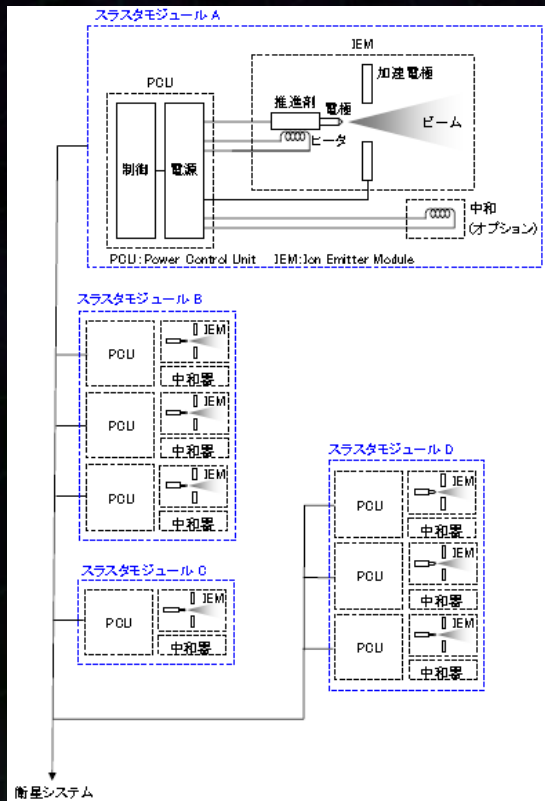 スラスタモジュール A
IEM
PCU
加速電極
推進剤
電極
ビーム
ヒータ
制御
電源
中和
(オプション)
PCU:Power Control Unit IEM:Ion Emitter Module
スラスタモジュール B
PCU
IEM
中和器
PCU
IEM
中和器
PCU
IEM
中和器
スラスタモジュール D
PCU
IEM
中和器
PCU
IEM
中和器
PCU
IEM
中和器
スラスタモジュール C
PCU
IEM
中和器
衛星システム